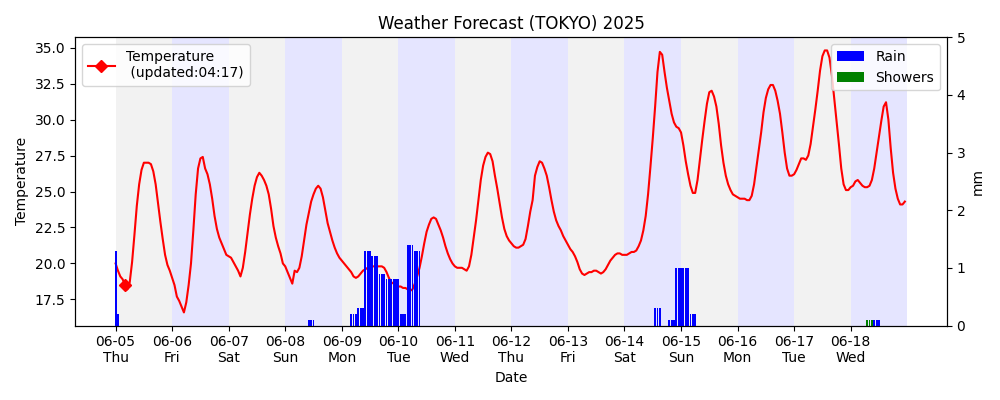 Weather Forecast (TOKYO) 2025
Temperature
(updated:04:17)
Rain
Showers
Temperature
35.0
32.5
30.0
27.5
25.0
22.5
20.0
17.5
5
4
3
2
1
0
mm
06-05 06-06 06-07 06-08 06-09 06-10 06-11 06-12 06-13 06-14 06-15 06-16 06-17 06-18
Thu Fri Sat Sun Mon Tue Wed Thu Fri Sat Sun Mon Tue Wed
Date